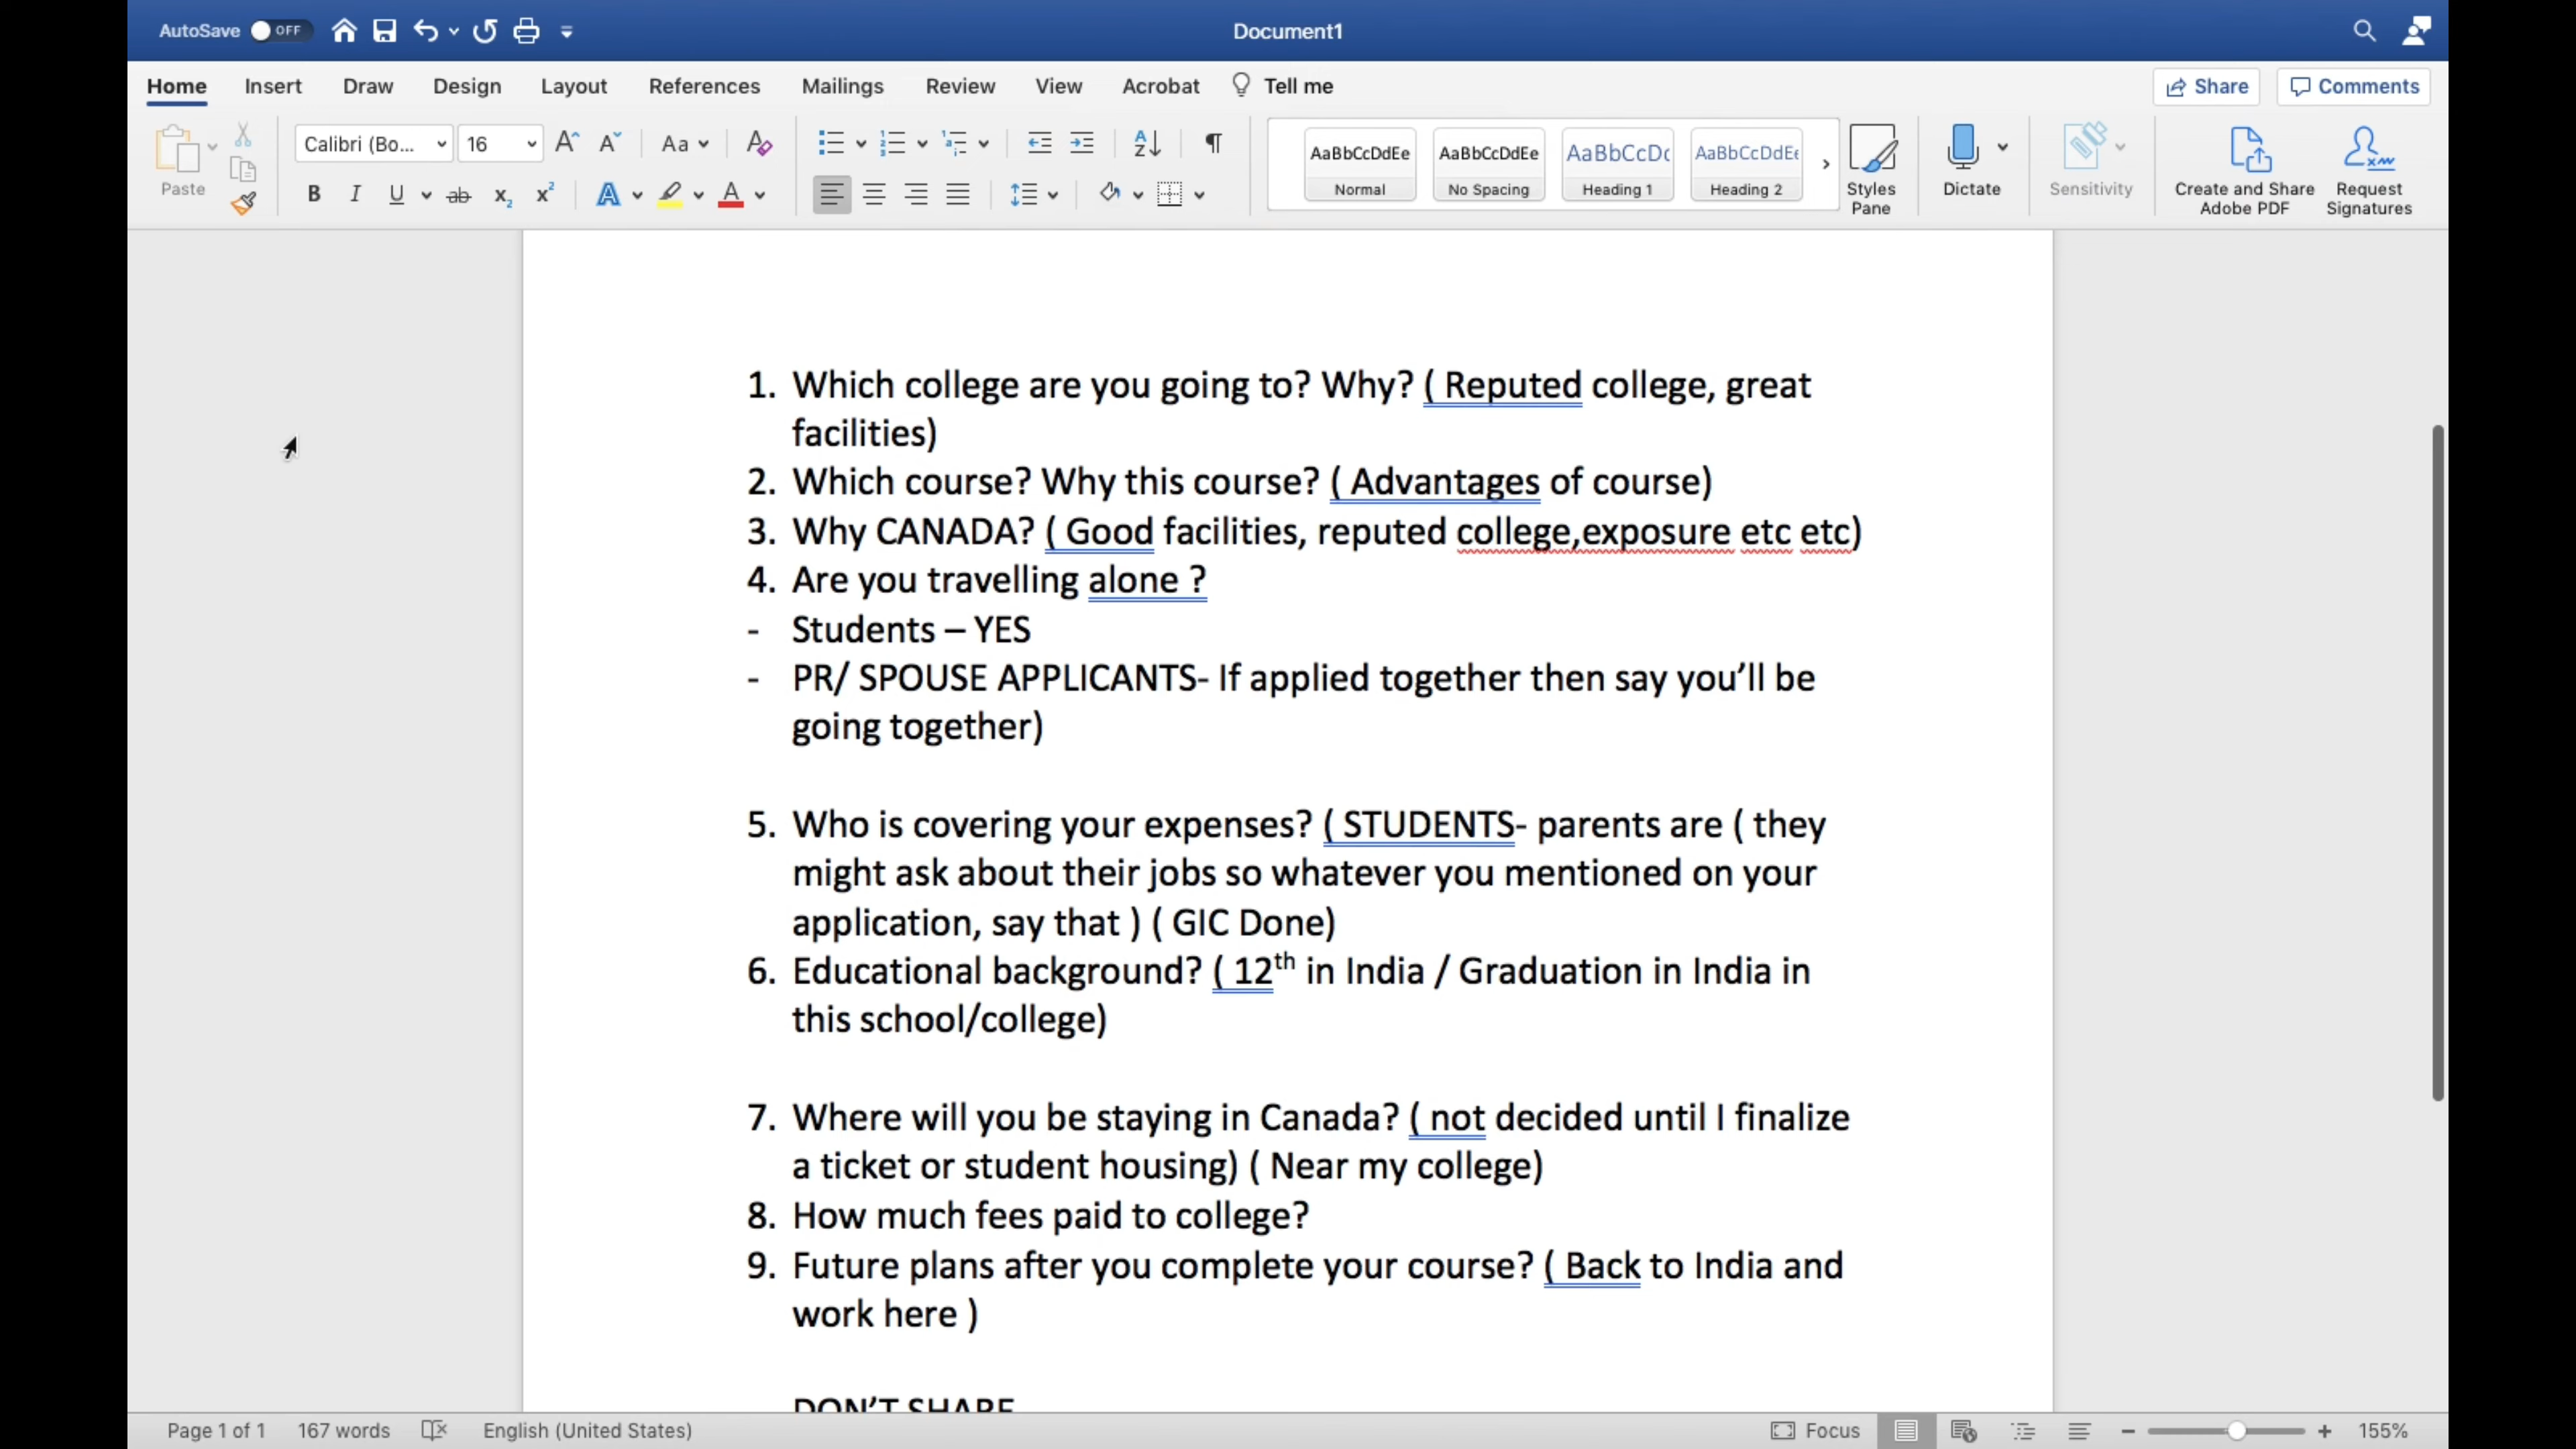 AutoSave OFF Document1
Home Insert Draw Design Layout References Mailings Review View Acrobat Tell me Share Comments
Paste Calibri (Bo... 16 Aa
B I U ab x2 x2 A A
AaBbCcDdEe AaBbCcDdEe AaBbCcDc AaBbCcDdEe
Normal No Spacing Heading 1 Heading 2
Styles Pane Dictate Sensitivity Create and Share Adobe PDF Request Signatures
1. Which college are you going to? Why? ( Reputed college, great
facilities)
2. Which course? Why this course? ( Advantages of course)
3. Why CANADA? ( Good facilities, reputed college,exposure etc etc)
4. Are you travelling alone ?
- Students – YES
- PR/ SPOUSE APPLICANTS- If applied together then say you’ll be
going together)
5. Who is covering your expenses? ( STUDENTS- parents are ( they
might ask about their jobs so whatever you mentioned on your
application, say that ) ( GIC Done)
6. Educational background? ( 12th in India / Graduation in India in
this school/college)
7. Where will you be staying in Canada? ( not decided until I finalize
a ticket or student housing) ( Near my college)
8. How much fees paid to college?
9. Future plans after you complete your course? ( Back to India and
work here )
DON’T SHARE
Page 1 of 1 167 words English (United States) Focus 155%